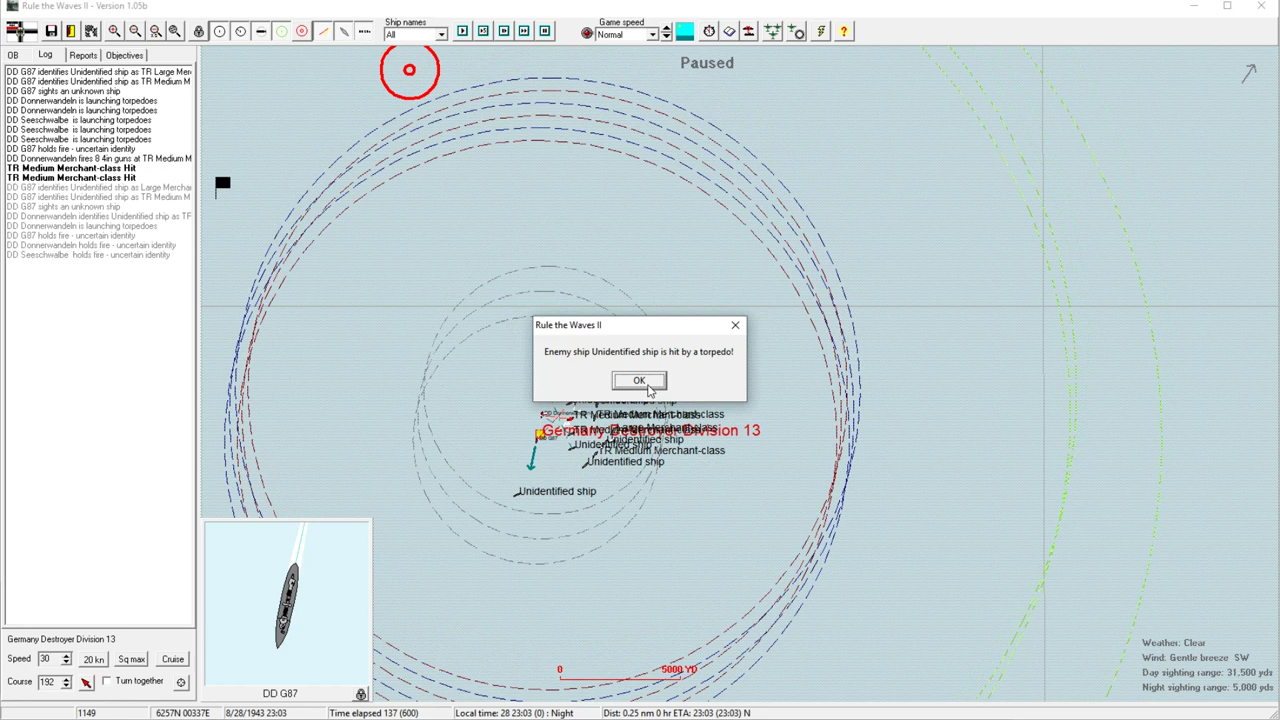 Rule the Waves II - Version 1.05b
Ship names
All
Game speed
Normal
OB Log Reports Objectives
DD G87 identifies Unidentified ship as TR Large Merc
DD G87 identifies Unidentified ship as TR Medium M
DD G87 sights an unknown ship
DD Donnerwandeln is launching torpedoes
DD Donnerwandeln is launching torpedoes
DD Seeschwalbe is launching torpedoes
DD Seeschwalbe is launching torpedoes
DD Seeschwalbe is launching torpedoes
DD G87 holds fire - uncertain identity
DD Donnerwandeln fires 8 4in guns at TR Medium M
TR Medium Merchant-class Hit
TR Medium Merchant-class Hit
DD G87 identifies Unidentified ship as Large Mercha
DD G87 identifies Unidentified ship as TR Medium M
DD G87 sights an unknown ship
DD Donnerwandeln identifies Unidentified ship as TF
DD Donnerwandeln is launching torpedoes
DD G87 holds fire - uncertain identity
DD Donnerwandeln holds fire - uncertain identity
DD Seeschwalbe holds fire - uncertain identity
Paused
Rule the Waves II
Enemy ship Unidentified ship is hit by a torpedo!
OK
TR Medium Merchant-class
Germany Destroyer Division 13
Unidentified ship
TR Medium Merchant-class
Unidentified ship
Unidentified ship
Germany Destroyer Division 13
Speed 30 20 kn Sq max Cruise
Course 192 Turn together
DD G87
0 5000 YD
Weather: Clear
Wind: Gentle breeze SW
Day sighting range: 31,500 yds
Night sighting range: 5,000 yds
1149 6257N 00337E 8/28/1943 23:03 Time elapsed 137 (600) Local time: 28 23:03 (0) : Night Dist: 0.25 nm 0 hr ETA: 23:03 (23:03) N